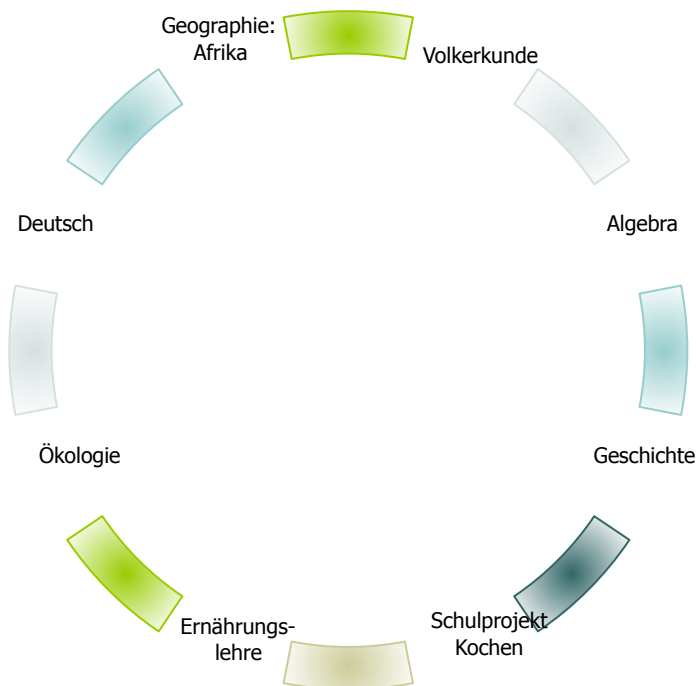 Geographie:
Afrika
Volkerkunde
Deutsch
Algebra
Ökologie
Geschichte
Ernährungs-
lehre
Schulprojekt
Kochen